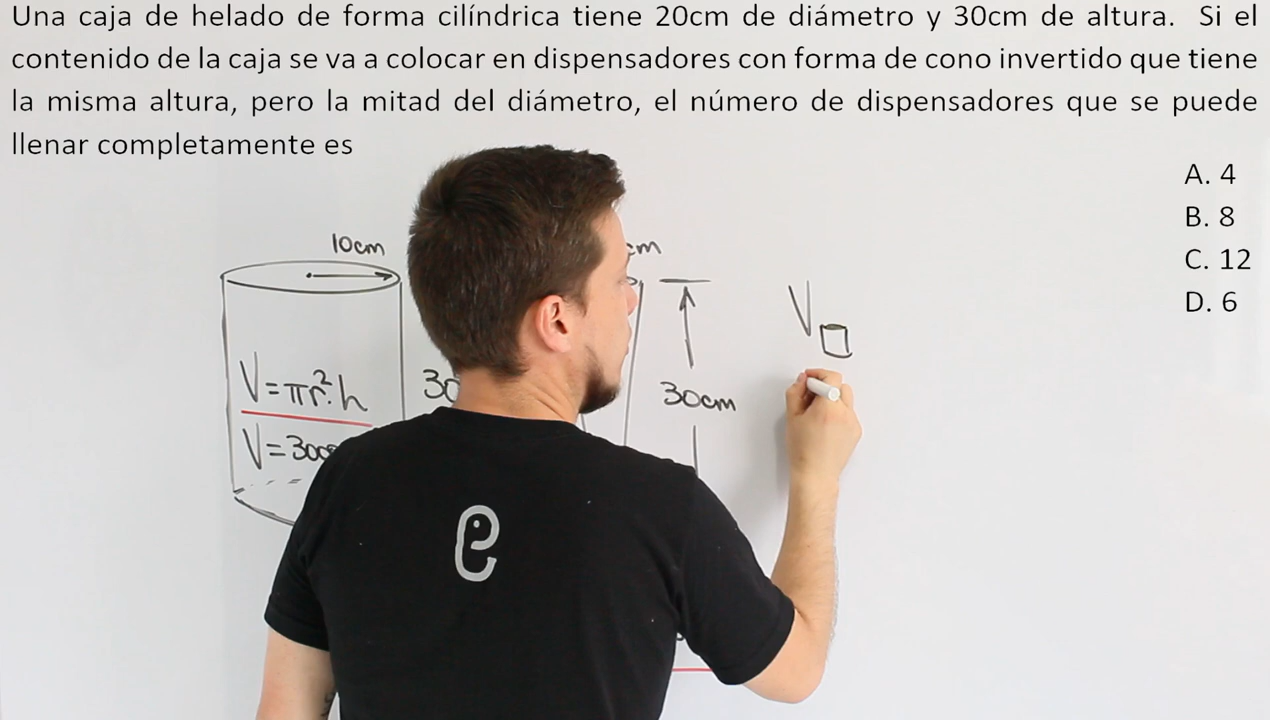 Una caja de helado de forma cilíndrica tiene 20cm de diámetro y 30cm de altura. Si el
contenido de la caja se va a colocar en dispensadores con forma de cono invertido que tiene
la misma altura, pero la mitad del diámetro, el número de dispensadores que se puede
llenar completamente es
A. 4
B. 8
C. 12
D. 6
10cm
cm
V=πr²·h
30
30cm
V